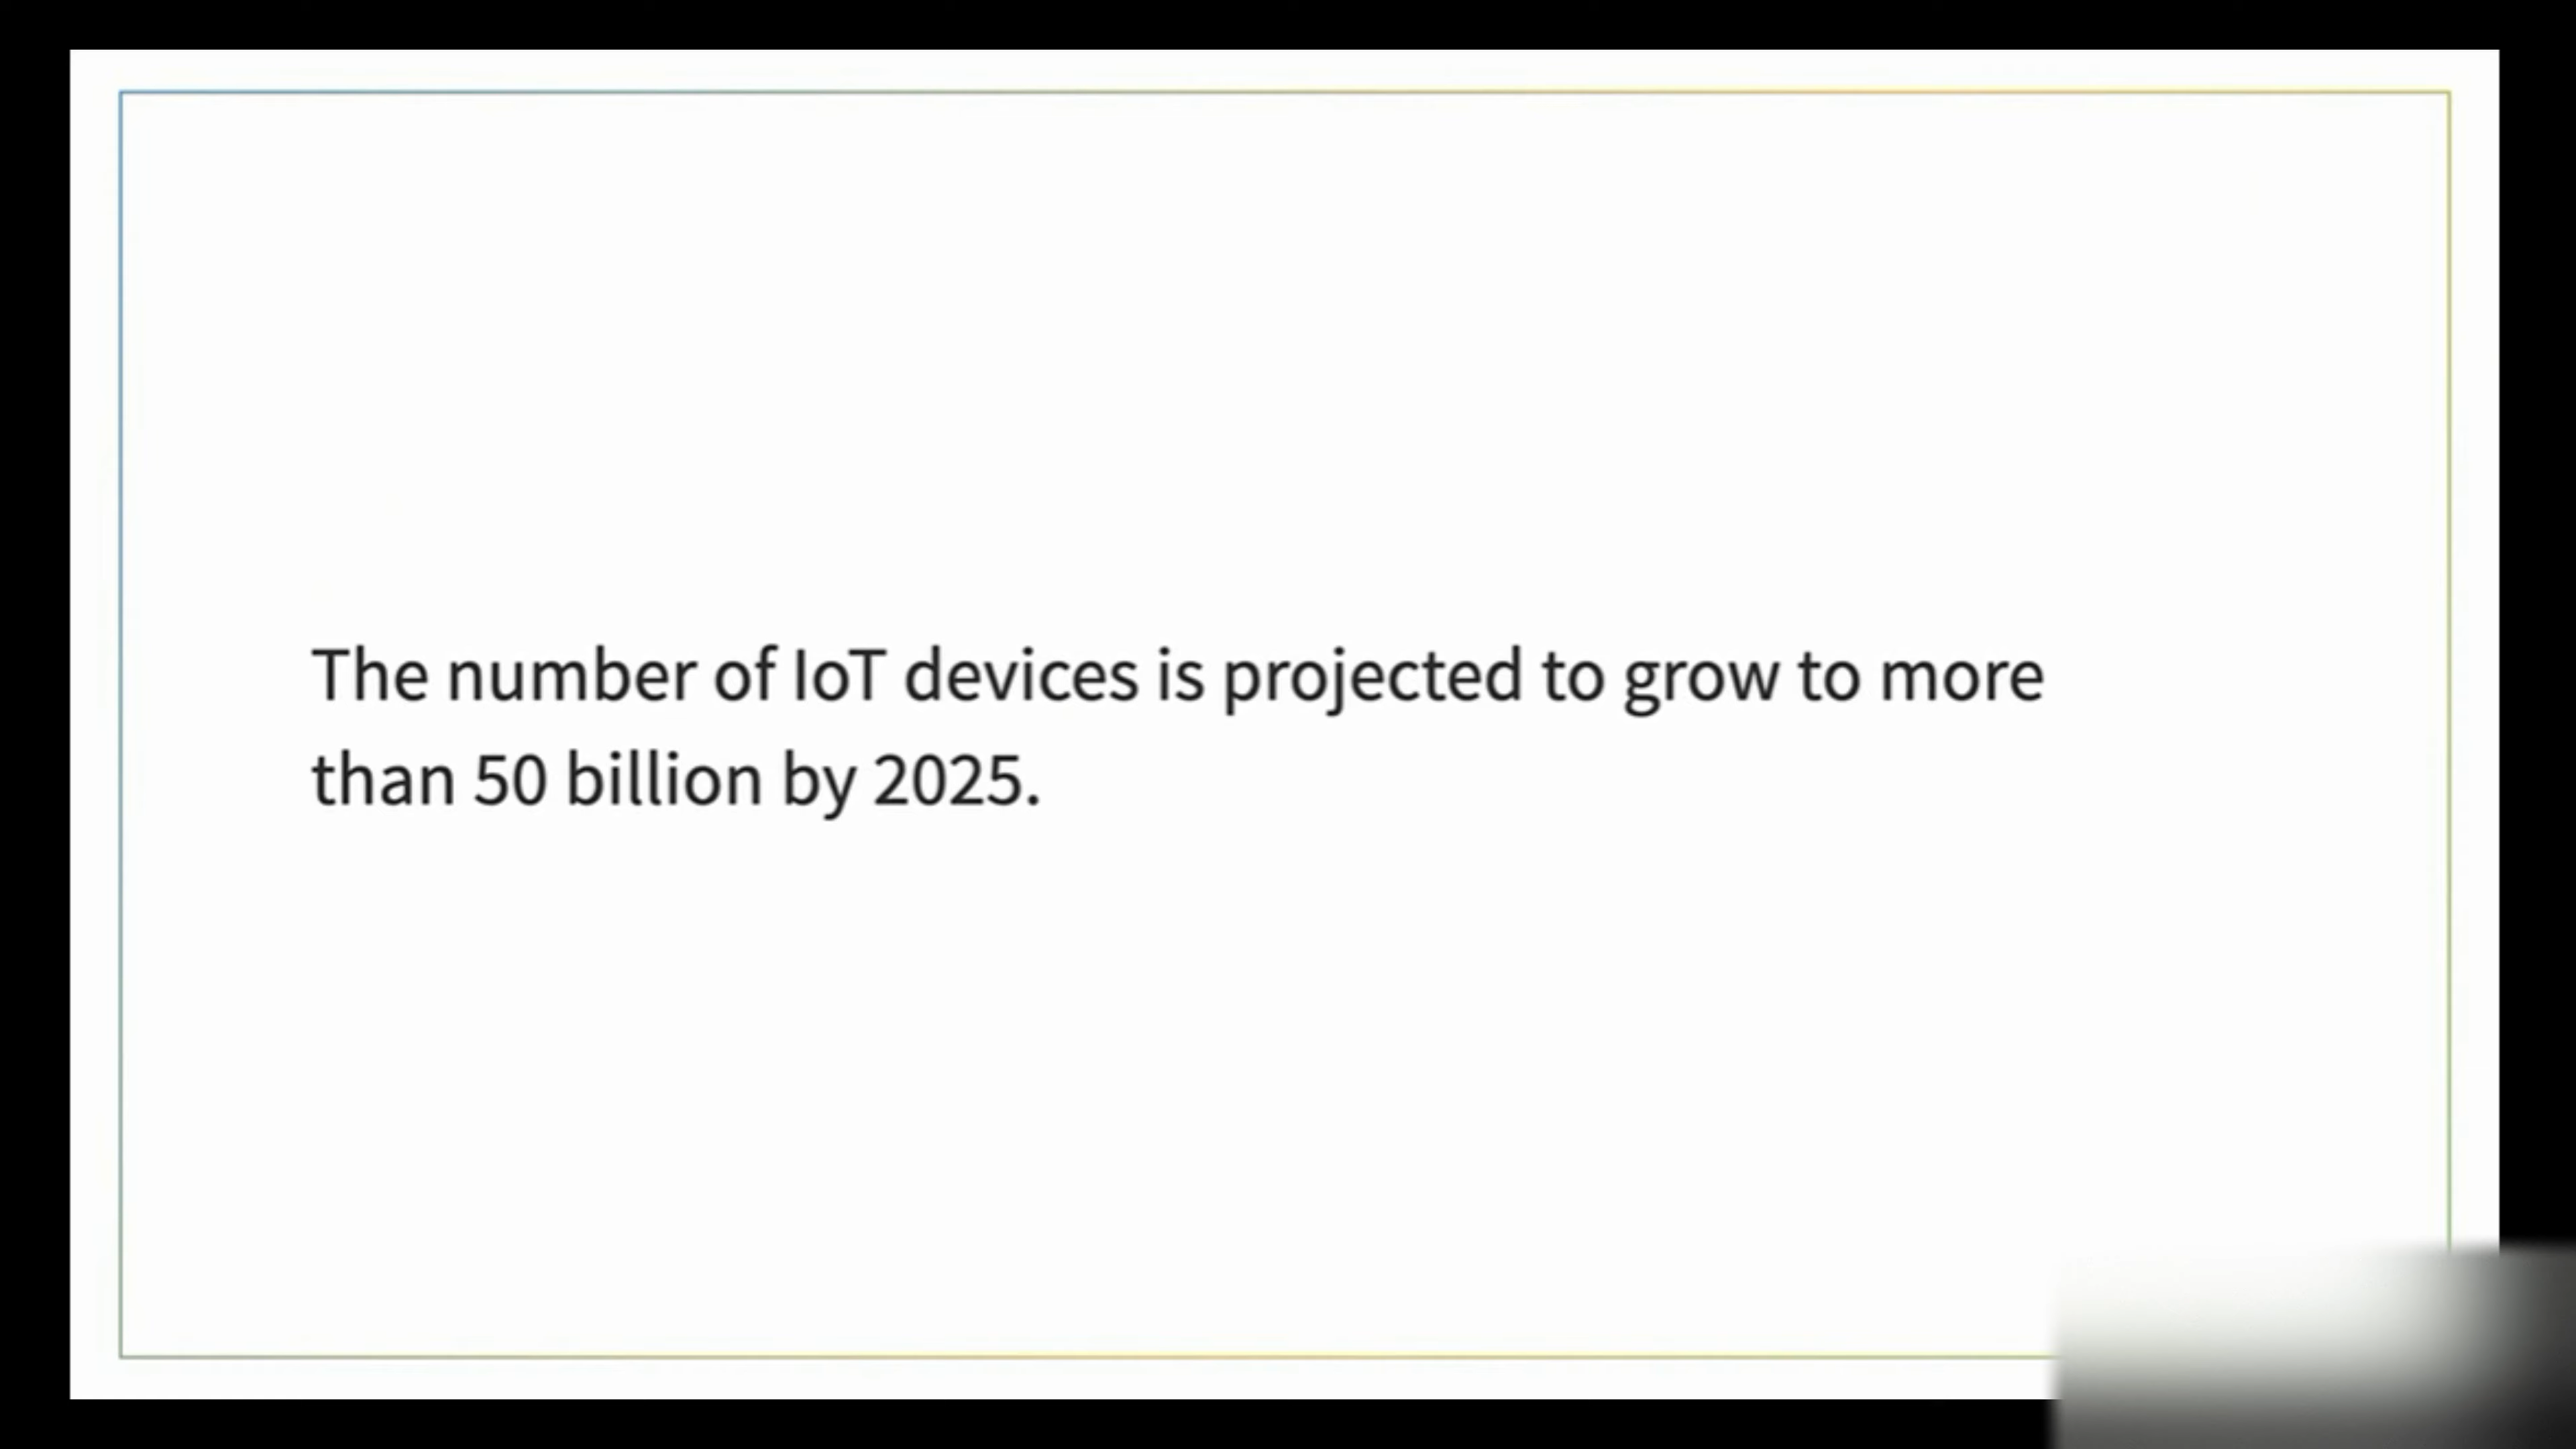 The number of IoT devices is projected to grow to more
than 50 billion by 2025.